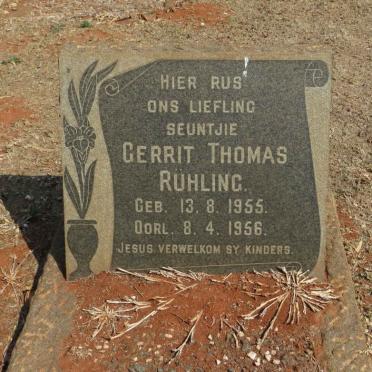 HIER RUS
ONS LIEFLING
SEUNTJIE
GERRIT THOMAS
RÜHLING.
GEB. 13. 8. 1955.
OORL. 8. 4. 1956.
JESUS VERWELKOM SY KINDERS.